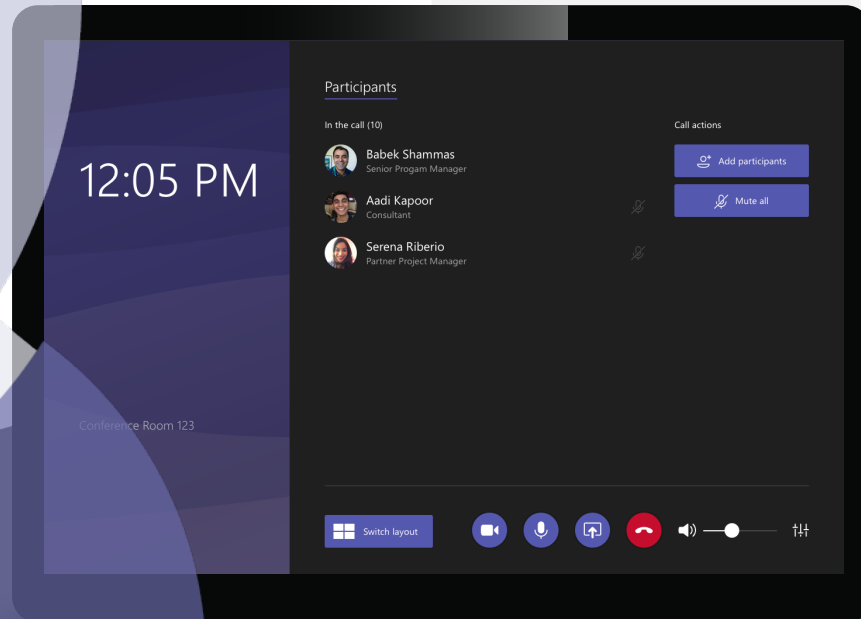 12:05 PM
Conference Room 123
Participants
In the call (10)
Babek Shammas
Senior Progam Manager
Aadi Kapoor
Consultant
Serena Riberio
Partner Project Manager
Call actions
Add participants
Mute all
Switch layout